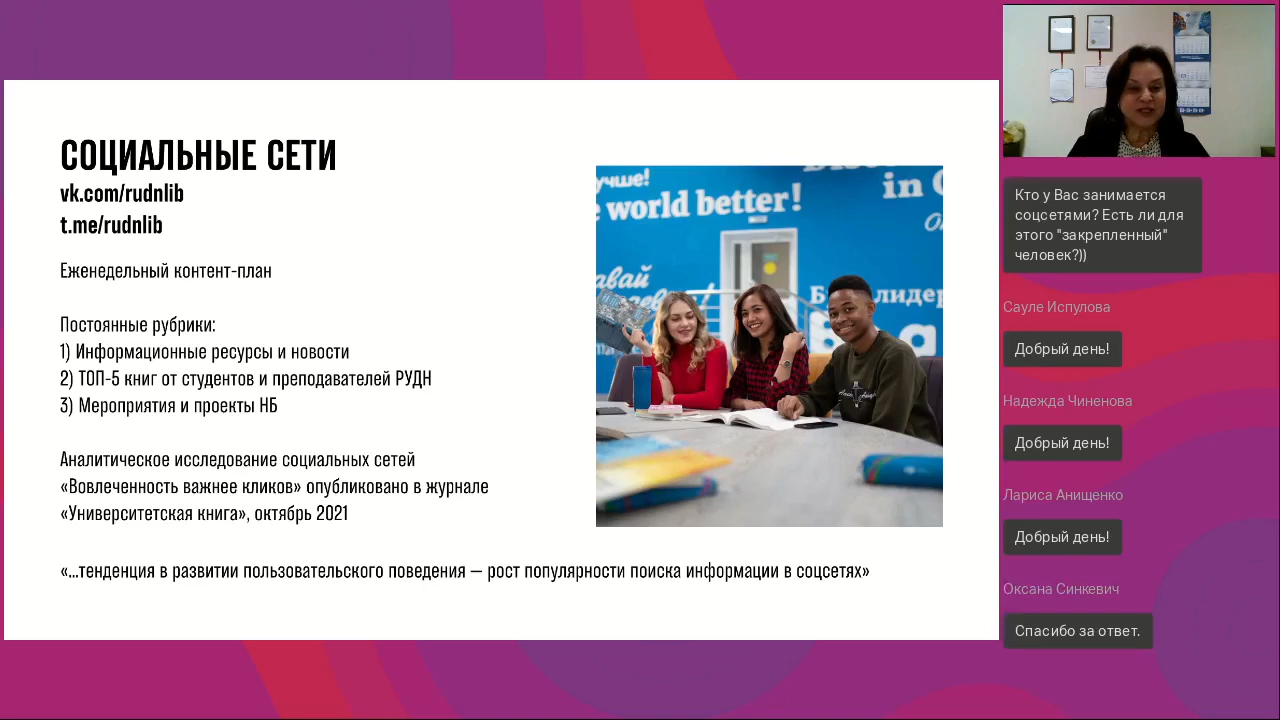 СОЦИАЛЬНЫЕ СЕТИ
vk.com/rudnlib
t.me/rudnlib
Еженедельный контент-план
Постоянные рубрики:
1) Информационные ресурсы и новости
2) ТОП-5 книг от студентов и преподавателей РУДН
3) Мероприятия и проекты НБ
Аналитическое исследование социальных сетей
«Вовлеченность важнее кликов» опубликовано в журнале
«Университетская книга», октябрь 2021
«...тенденция в развитии пользовательского поведения – рост популярности поиска информации в соцсетях»
учше!
world better!
in
Кто у Вас занимается
соцсетями? Есть ли для
этого "закрепленный"
человек?))
Сауле Испулова
Добрый день!
Надежда Чиненова
Добрый день!
Лариса Анищенко
Добрый день!
Оксана Синкевич
Спасибо за ответ.